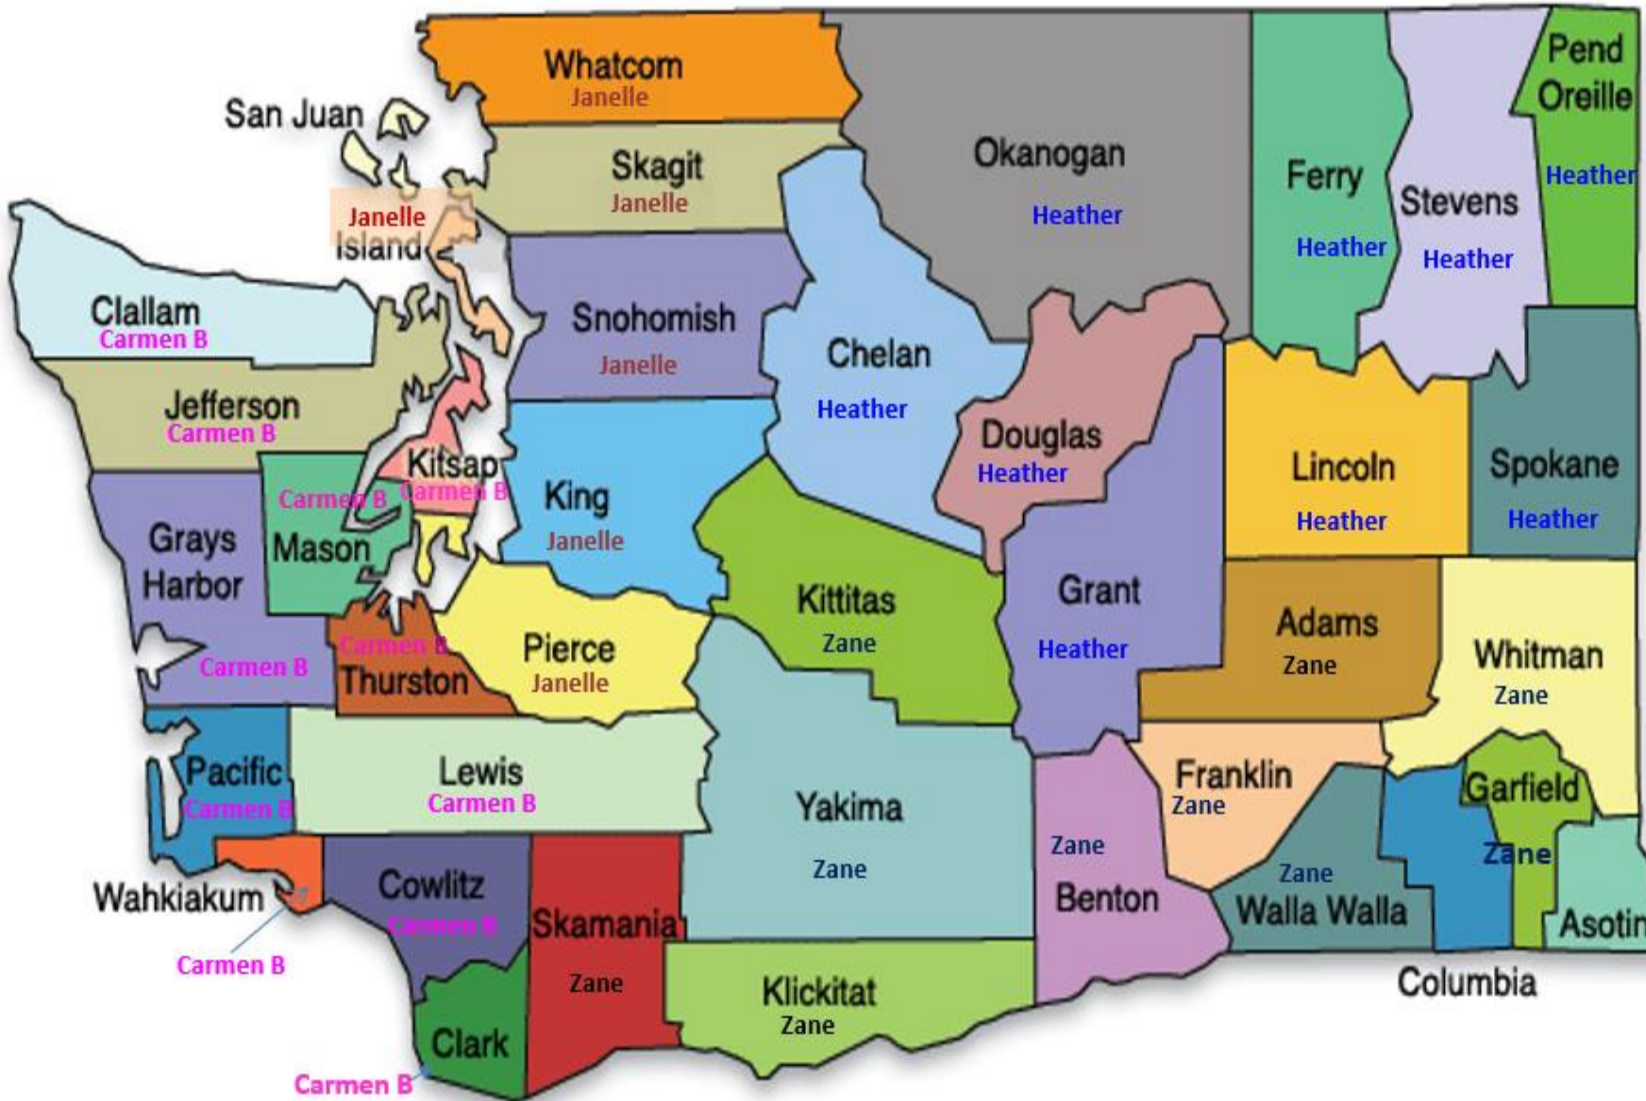 Whatcom
Janelle
San Juan
Skagit
Janelle
Janelle
Island
Okanogan
Heather
Ferry
Heather
Stevens
Heather
Pend
Oreille
Heather
Clallam
Carmen B
Jefferson
Carmen B
Snohomish
Janelle
Chelan
Heather
Douglas
Heather
Lincoln
Heather
Spokane
Heather
Kitsap
Carmen B
Carmen B
Mason
King
Janelle
Grays
Harbor
Carmen B
Carmen B
Thurston
Pierce
Janelle
Kittitas
Zane
Grant
Heather
Adams
Zane
Whitman
Zane
Pacific
Carmen B
Lewis
Carmen B
Yakima
Zane
Zane
Benton
Franklin
Zane
Zane
Walla Walla
Garfield
Zane
Asotin
Columbia
Wahkiakum
Carmen B
Cowlitz
Carmen B
Skamania
Zane
Klickitat
Zane
Clark
Carmen B